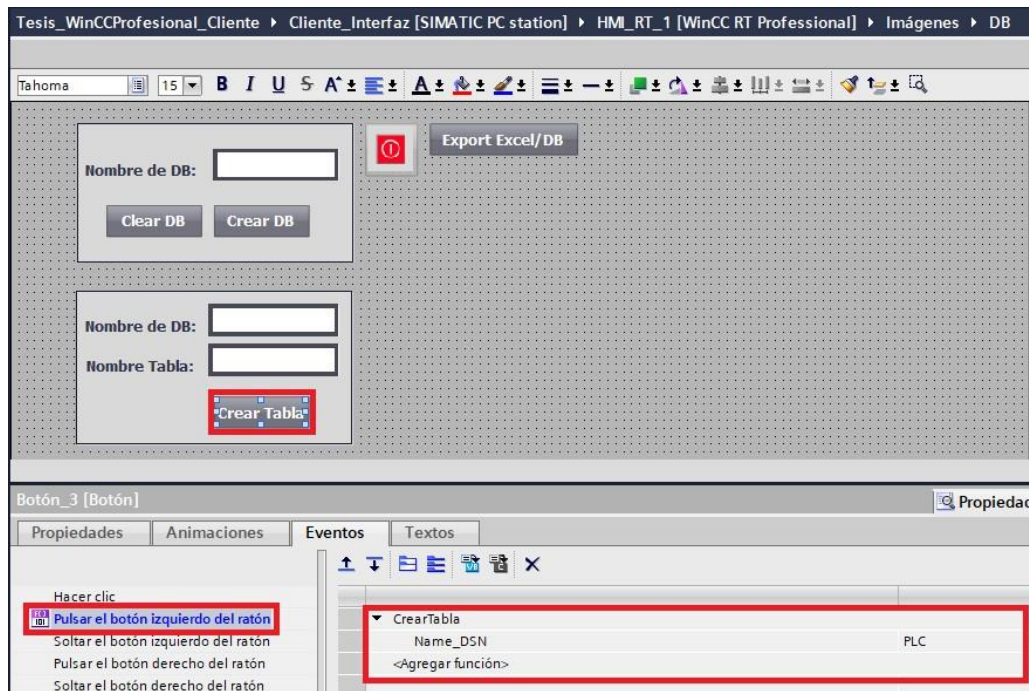 Tesis_WinCCProfesional_Cliente ▸ Cliente_Interfaz [SIMATIC PC station] ▸ HMI_RT_1 [WinCC RT Professional] ▸ Imágenes ▸ DB
Tahoma 15 B I U S A A
Export Excel/DB
Nombre de DB:
Clear DB Crear DB
Nombre de DB:
Nombre Tabla:
Crear Tabla
Botón_3 [Botón] Propiedad
Propiedades Animaciones Eventos Textos
Hacer clic
Pulsar el botón izquierdo del ratón
Soltar el botón izquierdo del ratón
Pulsar el botón derecho del ratón
Soltar el botón derecho del ratón
CrearTabla
Name_DSN PLC
<Agregar función>